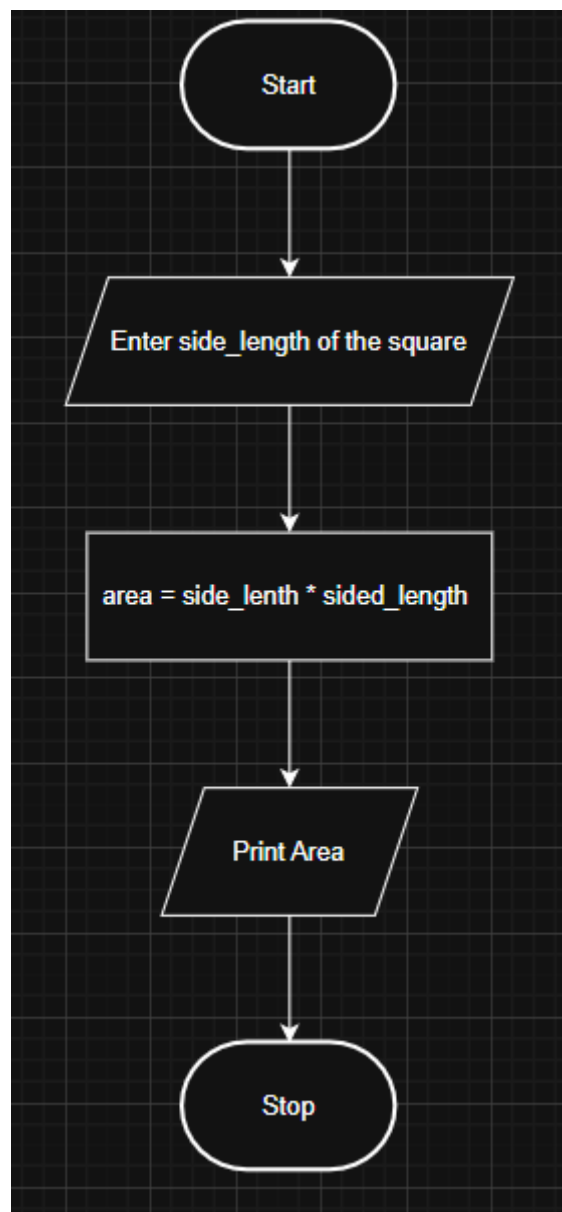 Start
Enter side_length of the square
area = side_lenth * sided_length
Print Area
Stop